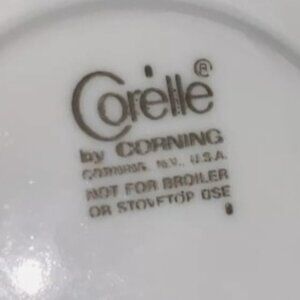 Corelle®
by CORNING
CORNING, N.Y., U.S.A.
NOT FOR BROILER
OR STOVETOP USE